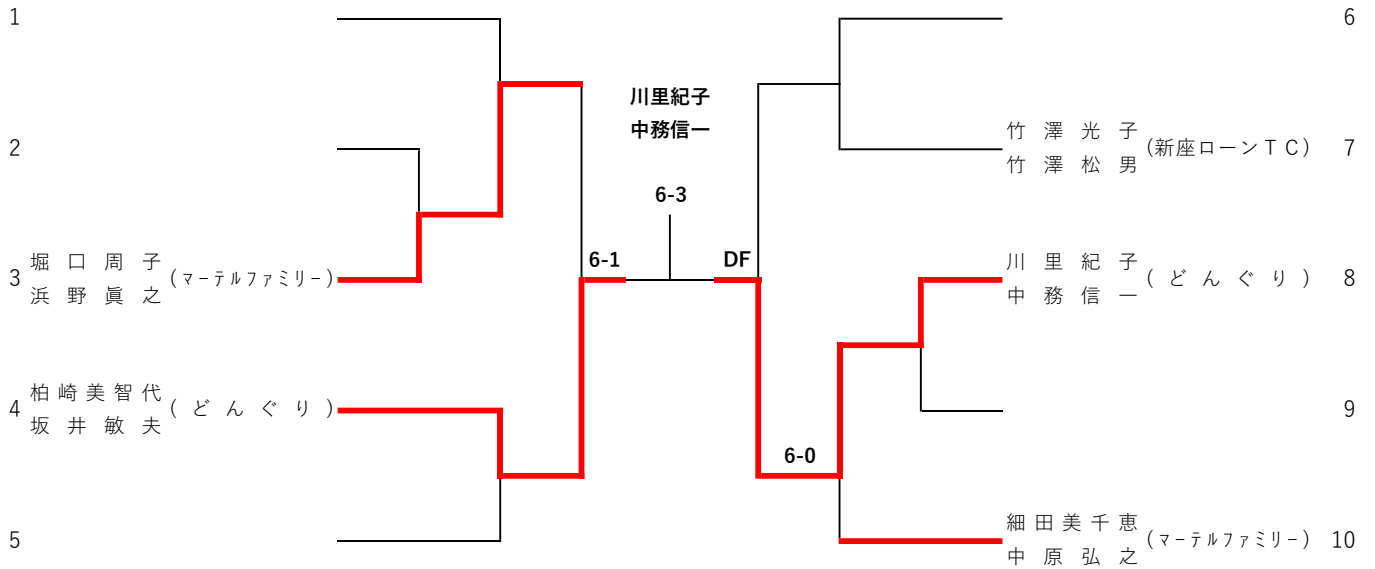 1
2
3 堀口周子 (マーテルファミリー)
浜野眞之
4 柏崎美智代 (どんぐり)
坂井敏夫
5
川里紀子
中務信一
6-3
6-1
DF
6-0
6
竹澤光子 (新座ローンTC) 7
竹澤松男
川里紀子 (どんぐり) 8
中務信一
9
細田美千恵 (マーテルファミリー) 10
中原弘之